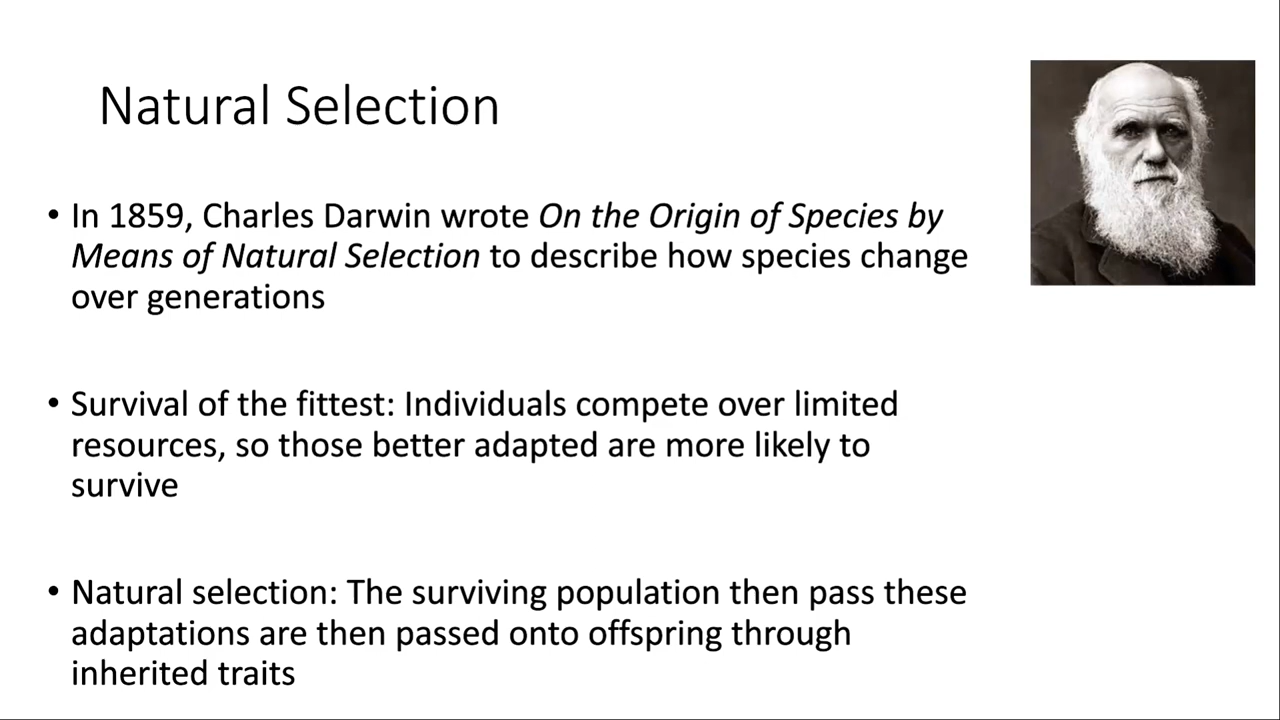 Natural Selection
• In 1859, Charles Darwin wrote On the Origin of Species by
Means of Natural Selection to describe how species change
over generations
• Survival of the fittest: Individuals compete over limited
resources, so those better adapted are more likely to
survive
• Natural selection: The surviving population then pass these
adaptations are then passed onto offspring through
inherited traits